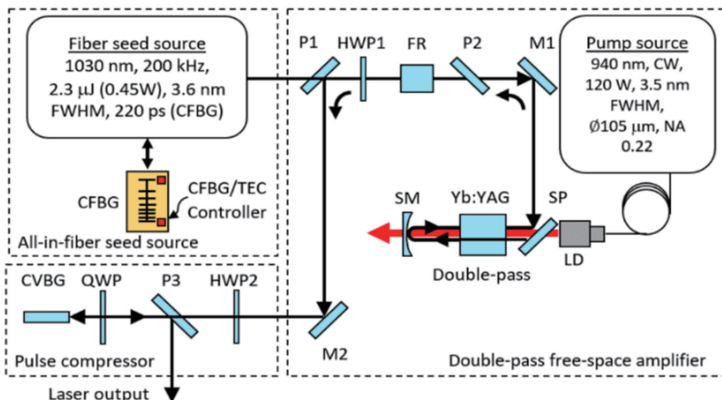 Fiber seed source
1030 nm, 200 kHz,
2.3 µJ (0.45W), 3.6 nm
FWHM, 220 ps (CFBG)
CFBG
CFBG/TEC
Controller
All-in-fiber seed source
P1
HWP1
FR
P2
M1
Pump source
940 nm, CW,
120 W, 3.5 nm
FWHM,
Ø105 µm, NA
0.22
SM
Yb:YAG
SP
LD
Double-pass
CVBG
QWP
P3
HWP2
M2
Pulse compressor
Double-pass free-space amplifier
Laser output